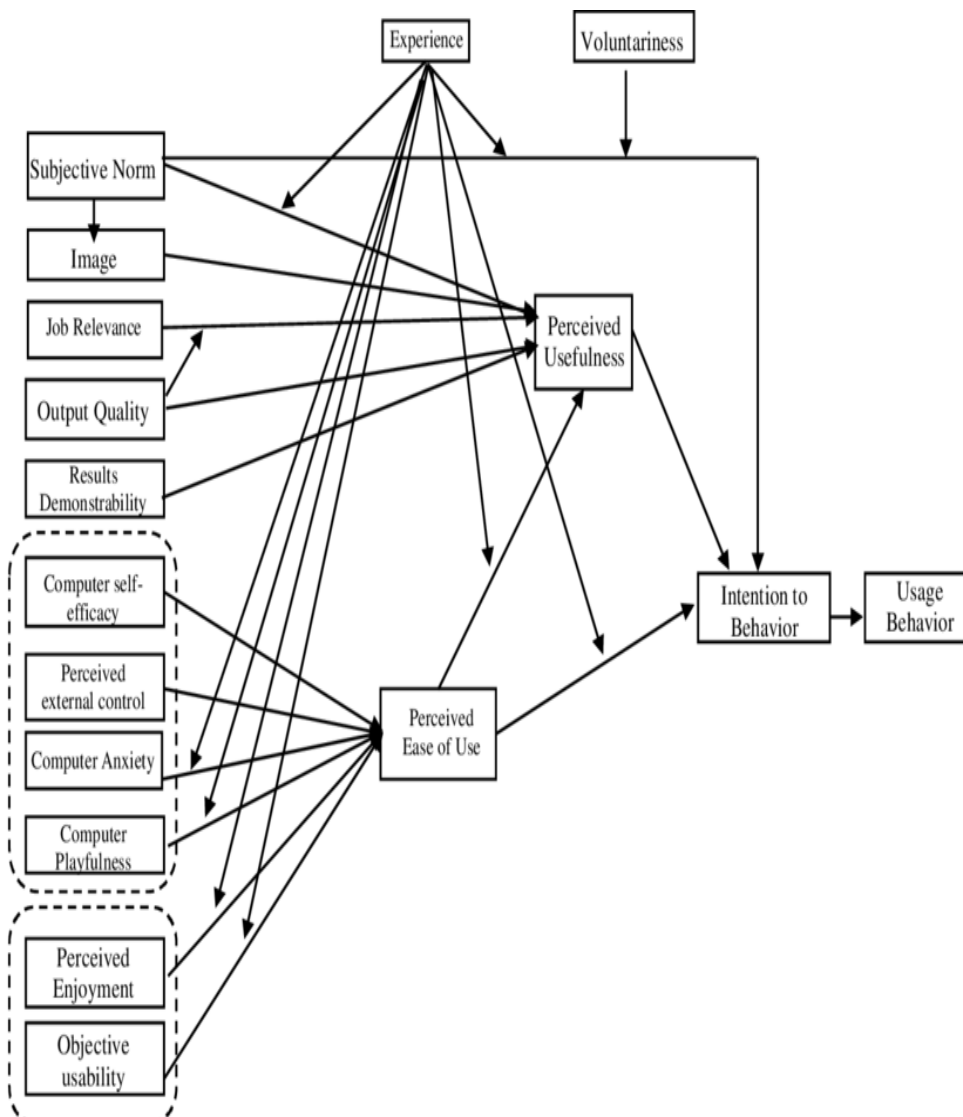 Experience
Voluntariness
Subjective Norm
Image
Job Relevance
Output Quality
Results
Demonstrability
Perceived
Usefulness
Computer self-
efficacy
Perceived
external control
Computer Anxiety
Computer
Playfulness
Perceived
Ease of Use
Intention to
Behavior
Usage
Behavior
Perceived
Enjoyment
Objective
usability